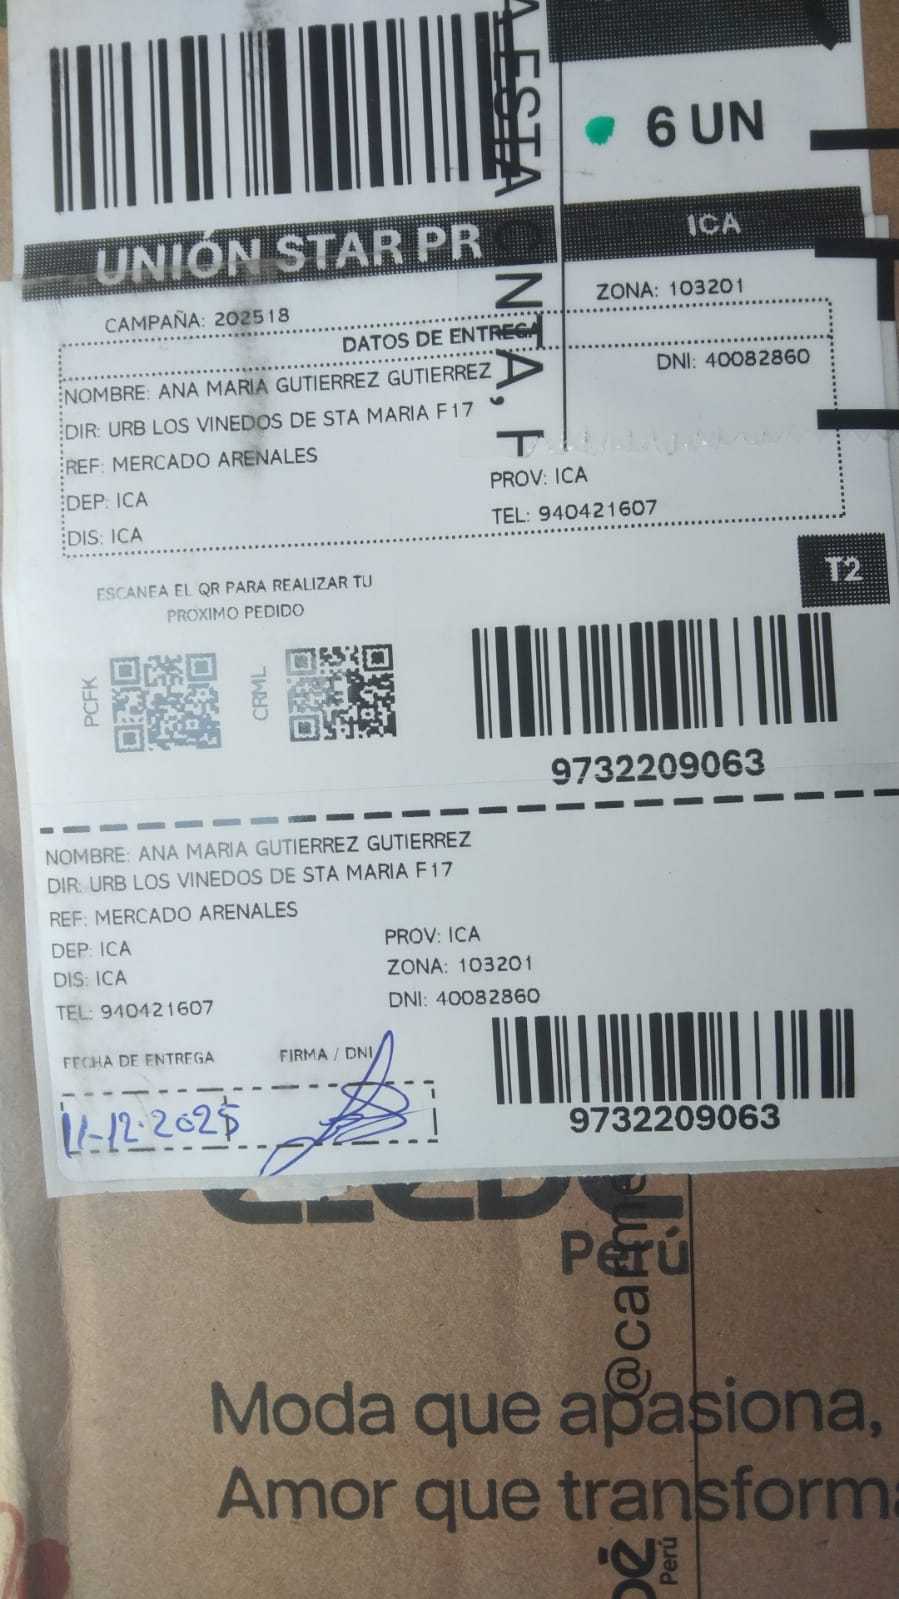 6 UN
UNIÓN STAR PR
ICA
CAMPAÑA: 202518
ZONA: 103201
DATOS DE ENTREGA
NOMBRE: ANA MARIA GUTIERREZ GUTIERREZ
DNI: 40082860
DIR: URB LOS VINEDOS DE STA MARIA F17
REF: MERCADO ARENALES
DEP: ICA
PROV: ICA
DIS: ICA
TEL: 940421607
T2
ESCANEA EL QR PARA REALIZAR TU
PROXIMO PEDIDO
PCFK
CRML
9732209063
NOMBRE: ANA MARIA GUTIERREZ GUTIERREZ
DIR: URB LOS VINEDOS DE STA MARIA F17
REF: MERCADO ARENALES
DEP: ICA
PROV: ICA
DIS: ICA
ZONA: 103201
TEL: 940421607
DNI: 40082860
FECHA DE ENTREGA
FIRMA / DNI
11-12-2025
9732209063
Perú
Moda que apasiona,
Amor que transforma
Perú